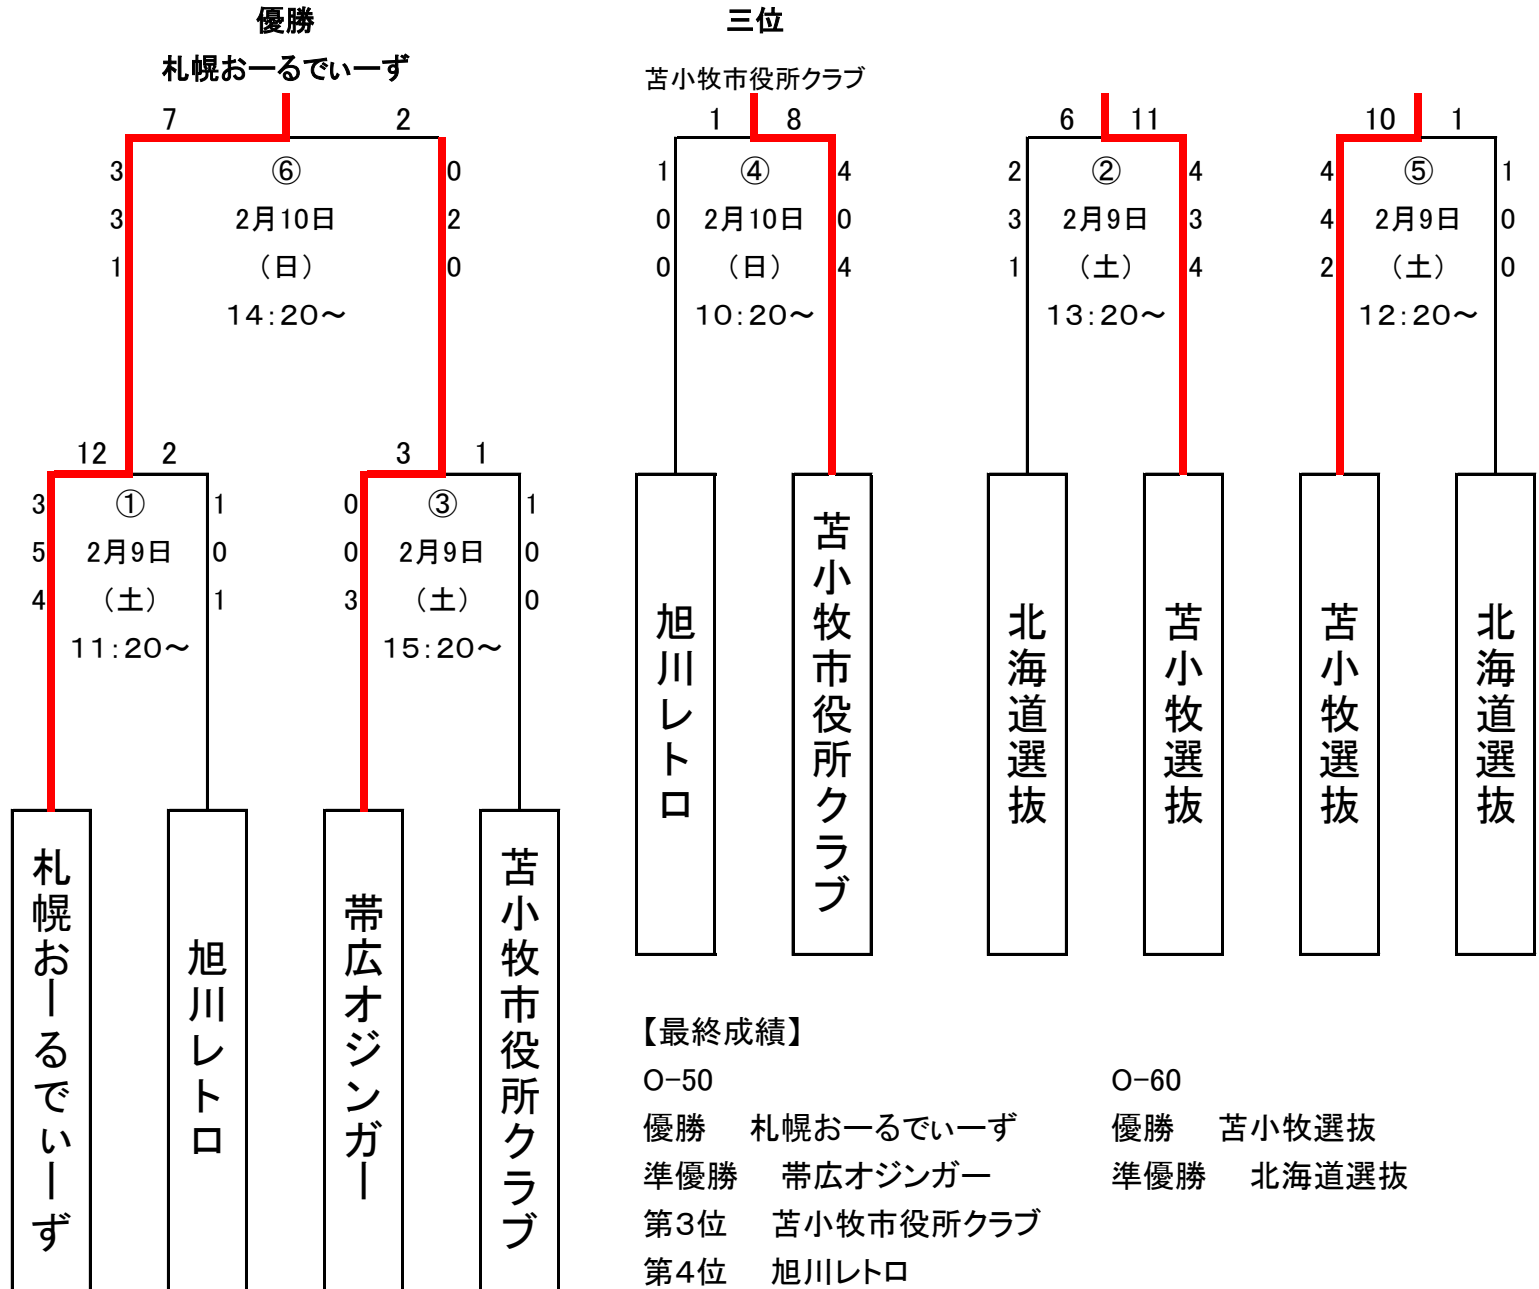 優勝
三位
札幌おーるでぃーず
苫小牧市役所クラブ
7 2
1 8
6 11
10 1
3 ⑥ 0
1 ④ 4
2 ② 4
4 ⑤ 1
3 2月10日 2
0 2月10日 0
3 2月9日 3
4 2月9日 0
1 （日） 0
0 （日） 4
1 （土） 4
2 （土） 0
14:20～
10:20～
13:20～
12:20～
12 2
3 1
3 ① 1
0 ③ 1
5 2月9日 0
0 2月9日 0
4 （土） 1
3 （土） 0
11:20～
15:20～
旭川レトロ
苫小牧市役所クラブ
北海道選抜
苫小牧選抜
苫小牧選抜
北海道選抜
札幌おーるでぃーず
旭川レトロ
帯広オジンガー
苫小牧市役所クラブ
【最終成績】
O-50
O-60
優勝 札幌おーるでぃーず
優勝 苫小牧選抜
準優勝 帯広オジンガー
準優勝 北海道選抜
第3位 苫小牧市役所クラブ
第4位 旭川レトロ